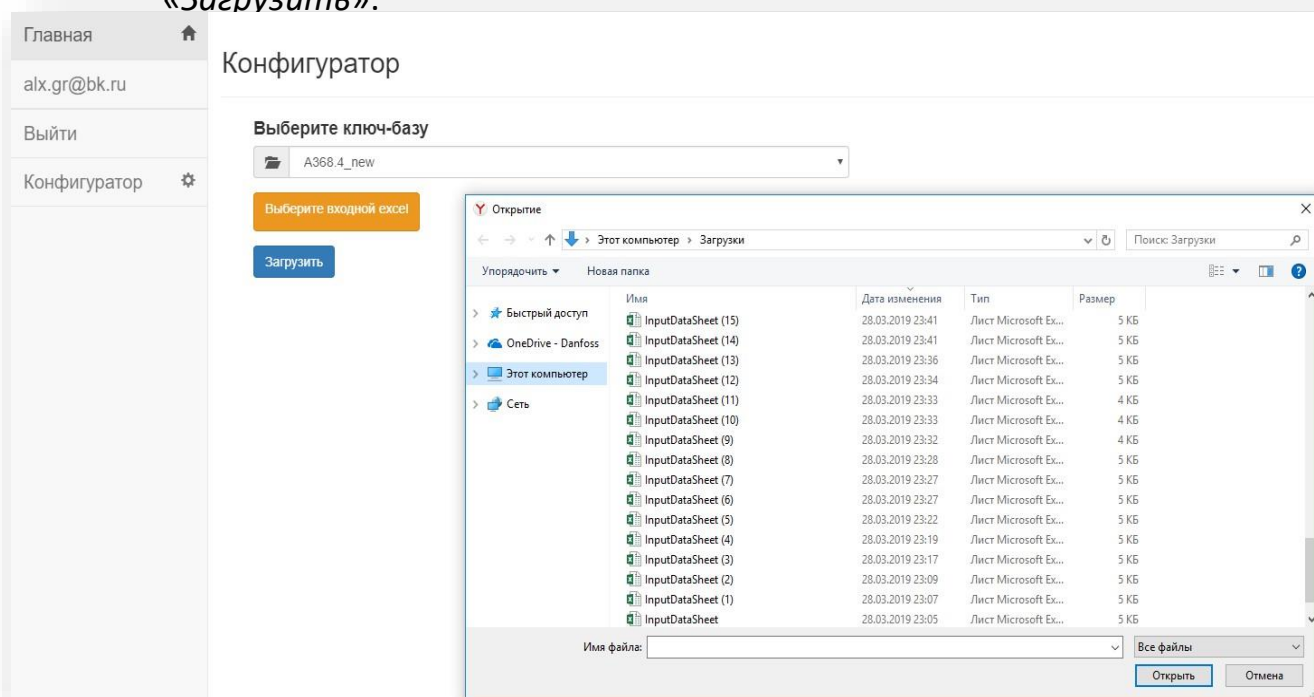 «Загрузить».
Главная
alx.gr@bk.ru
Выйти
Конфигуратор
Конфигуратор
Выберите ключ-базу
A368.4_new
Выберите входной excel
Загрузить
Открытие
Этот компьютер › Загрузки
Поиск: Загрузки
Упорядочить Новая папка
Быстрый доступ
OneDrive - Danfoss
Этот компьютер
Сеть
Имя Дата изменения Тип Размер
InputDataSheet (15) 28.03.2019 23:41 Лист Microsoft Ex... 5 КБ
InputDataSheet (14) 28.03.2019 23:41 Лист Microsoft Ex... 5 КБ
InputDataSheet (13) 28.03.2019 23:36 Лист Microsoft Ex... 5 КБ
InputDataSheet (12) 28.03.2019 23:34 Лист Microsoft Ex... 5 КБ
InputDataSheet (11) 28.03.2019 23:33 Лист Microsoft Ex... 4 КБ
InputDataSheet (10) 28.03.2019 23:33 Лист Microsoft Ex... 4 КБ
InputDataSheet (9) 28.03.2019 23:32 Лист Microsoft Ex... 4 КБ
InputDataSheet (8) 28.03.2019 23:28 Лист Microsoft Ex... 5 КБ
InputDataSheet (7) 28.03.2019 23:27 Лист Microsoft Ex... 5 КБ
InputDataSheet (6) 28.03.2019 23:27 Лист Microsoft Ex... 5 КБ
InputDataSheet (5) 28.03.2019 23:22 Лист Microsoft Ex... 5 КБ
InputDataSheet (4) 28.03.2019 23:19 Лист Microsoft Ex... 5 КБ
InputDataSheet (3) 28.03.2019 23:17 Лист Microsoft Ex... 5 КБ
InputDataSheet (2) 28.03.2019 23:09 Лист Microsoft Ex... 5 КБ
InputDataSheet (1) 28.03.2019 23:07 Лист Microsoft Ex... 5 КБ
InputDataSheet 28.03.2019 23:05 Лист Microsoft Ex... 5 КБ
Имя файла: Все файлы
Открыть Отмена